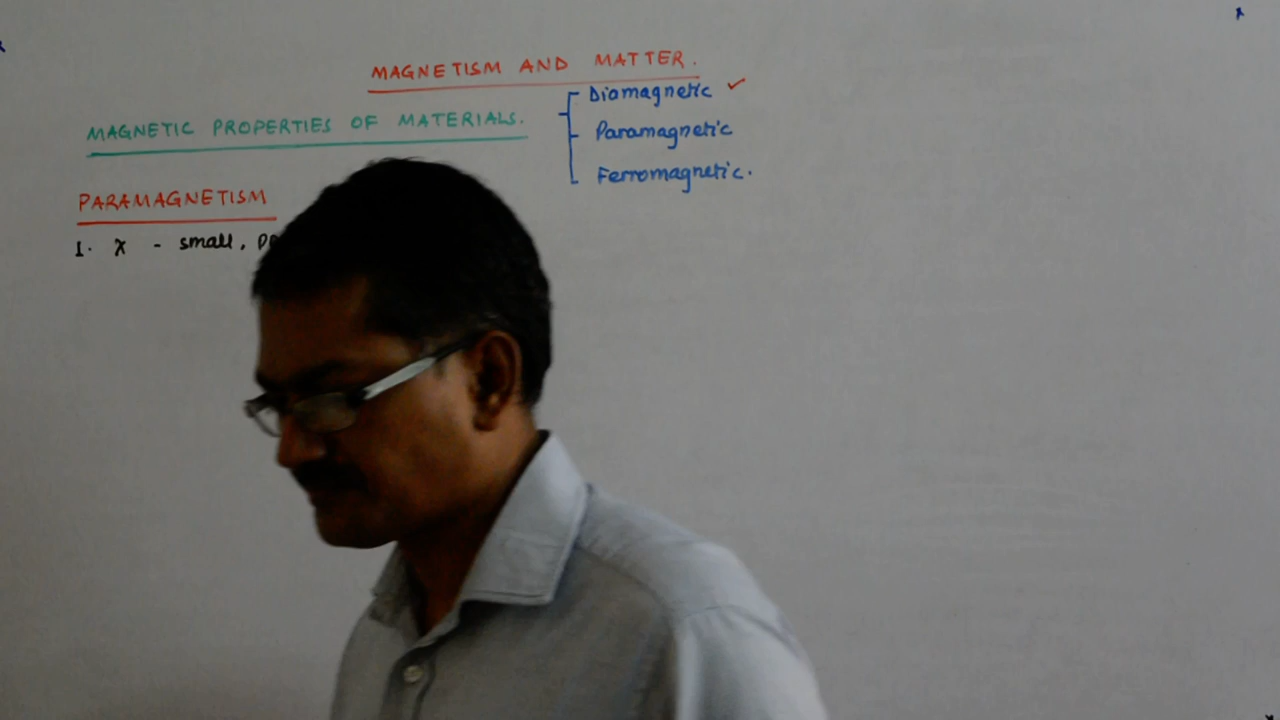 MAGNETISM AND MATTER.
MAGNETIC PROPERTIES OF MATERIALS.
Diamagnetic ✓
Paramagnetic
Ferromagnetic.
PARAMAGNETISM
1. χ - small,